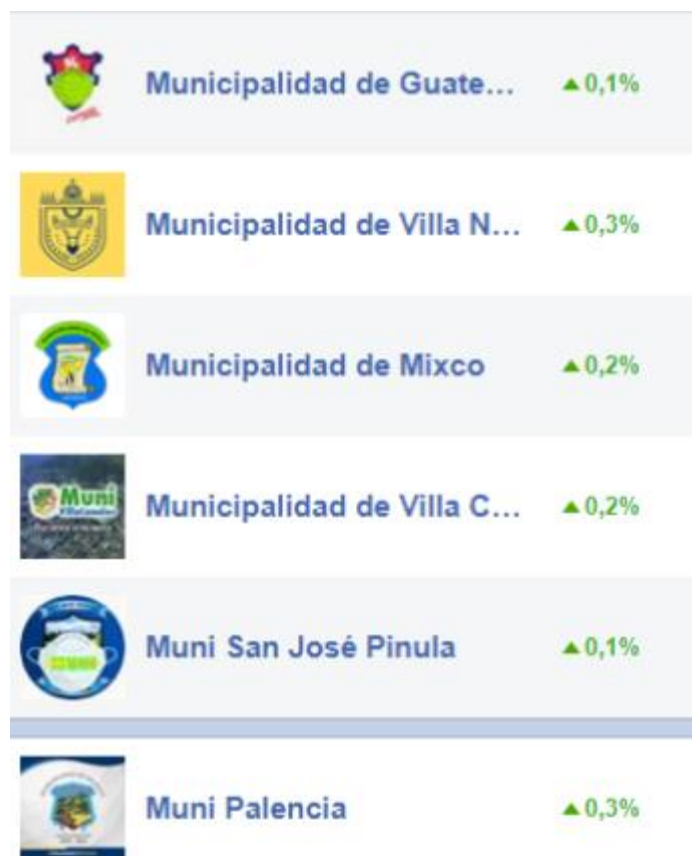 Municipalidad de Guate... ▲0,1%
Municipalidad de Villa N... ▲0,3%
Municipalidad de Mixco ▲0,2%
Muni
Municipalidad de Villa C... ▲0,2%
Muni San José Pinula ▲0,1%
Muni Palencia ▲0,3%